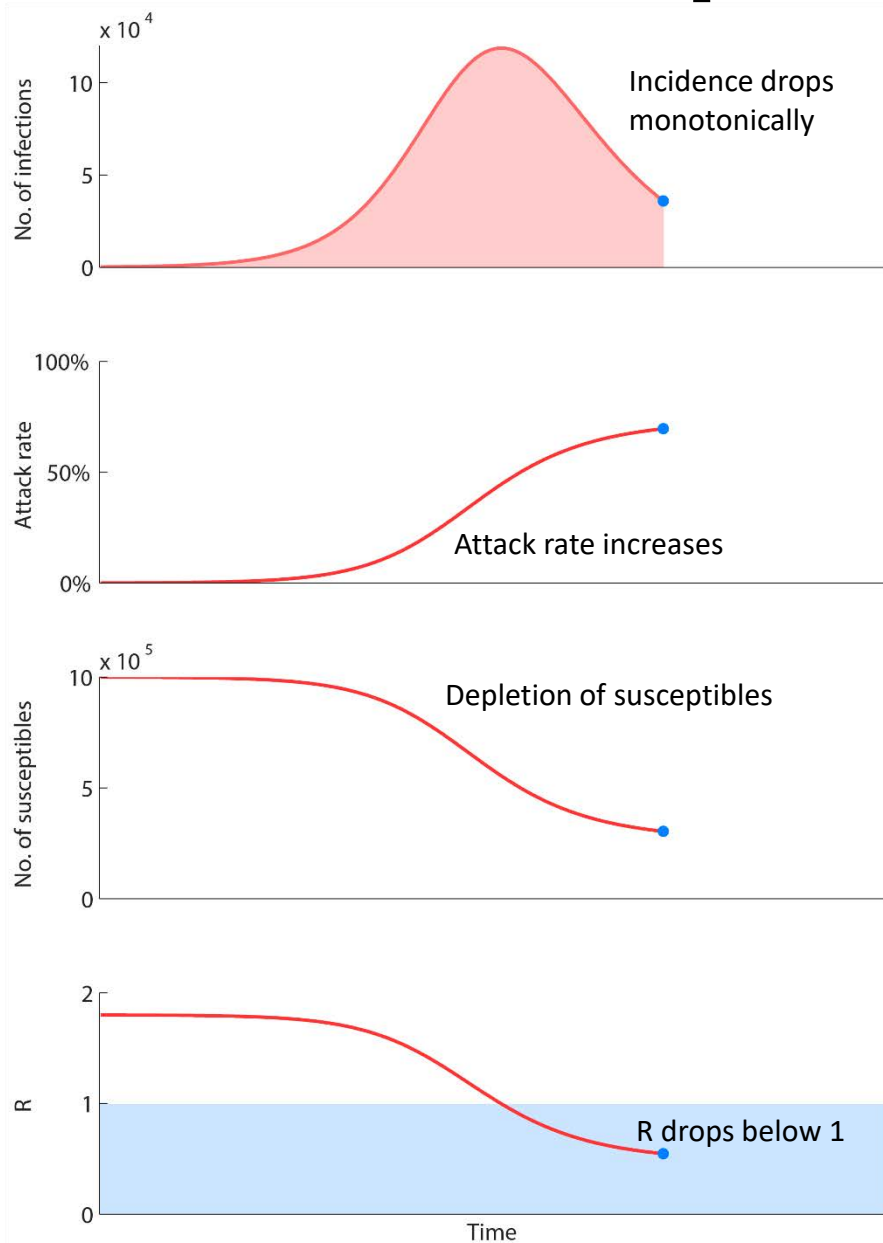 x 10 4
10
5
0
No. of infections
Incidence drops
monotonically
100%
50%
0%
Attack rate
Attack rate increases
x 10 5
10
5
0
No. of susceptibles
Depletion of susceptibles
2
1
0
R
R drops below 1
Time